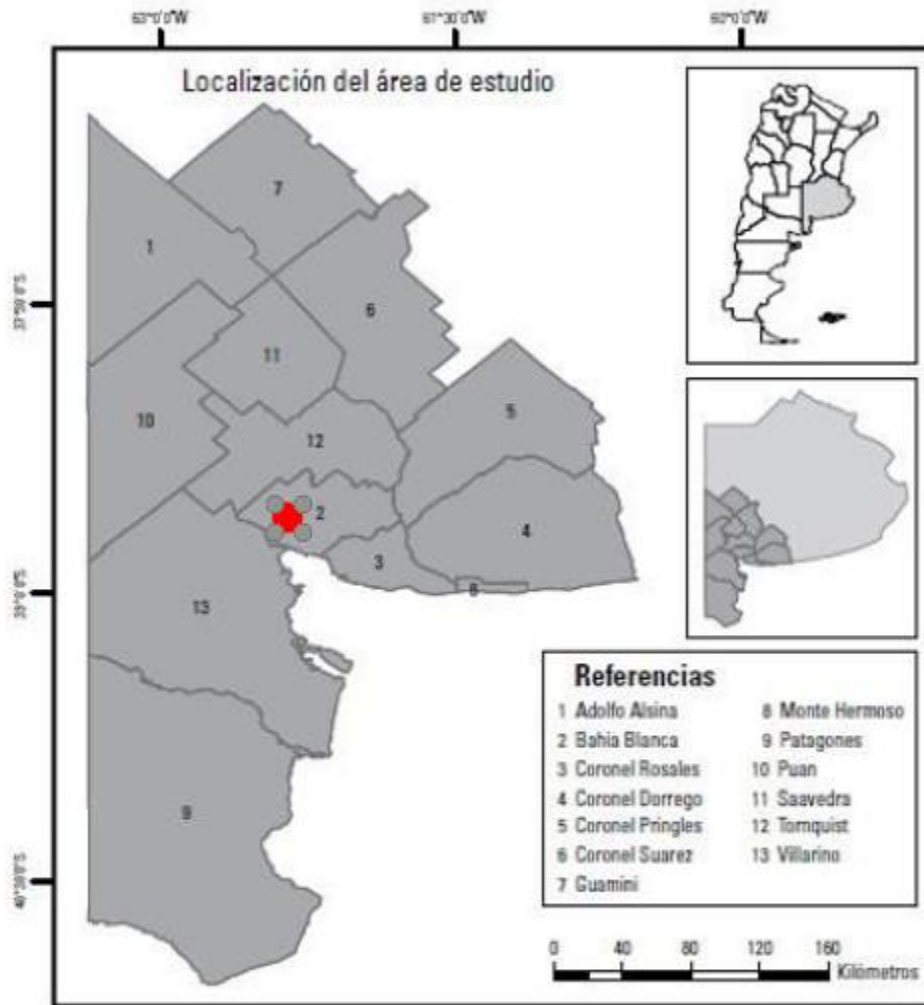 63°0'0"W 61°30'0"W 60°0'0"W
Localización del área de estudio
7
1
6
37°30'0"S
11
5
10
12
2
4
3
8
39°0'0"S
13
9
40°30'0"S
Referencias
1 Adolfo Alsina
2 Bahia Blanca
3 Coronel Rosales
4 Coronel Dorrego
5 Coronel Pringles
6 Coronel Suarez
7 Guamini
8 Monte Hermoso
9 Patagones
10 Puan
11 Saavedra
12 Tornquist
13 Villarino
0 40 80 120 160
Kilómetros